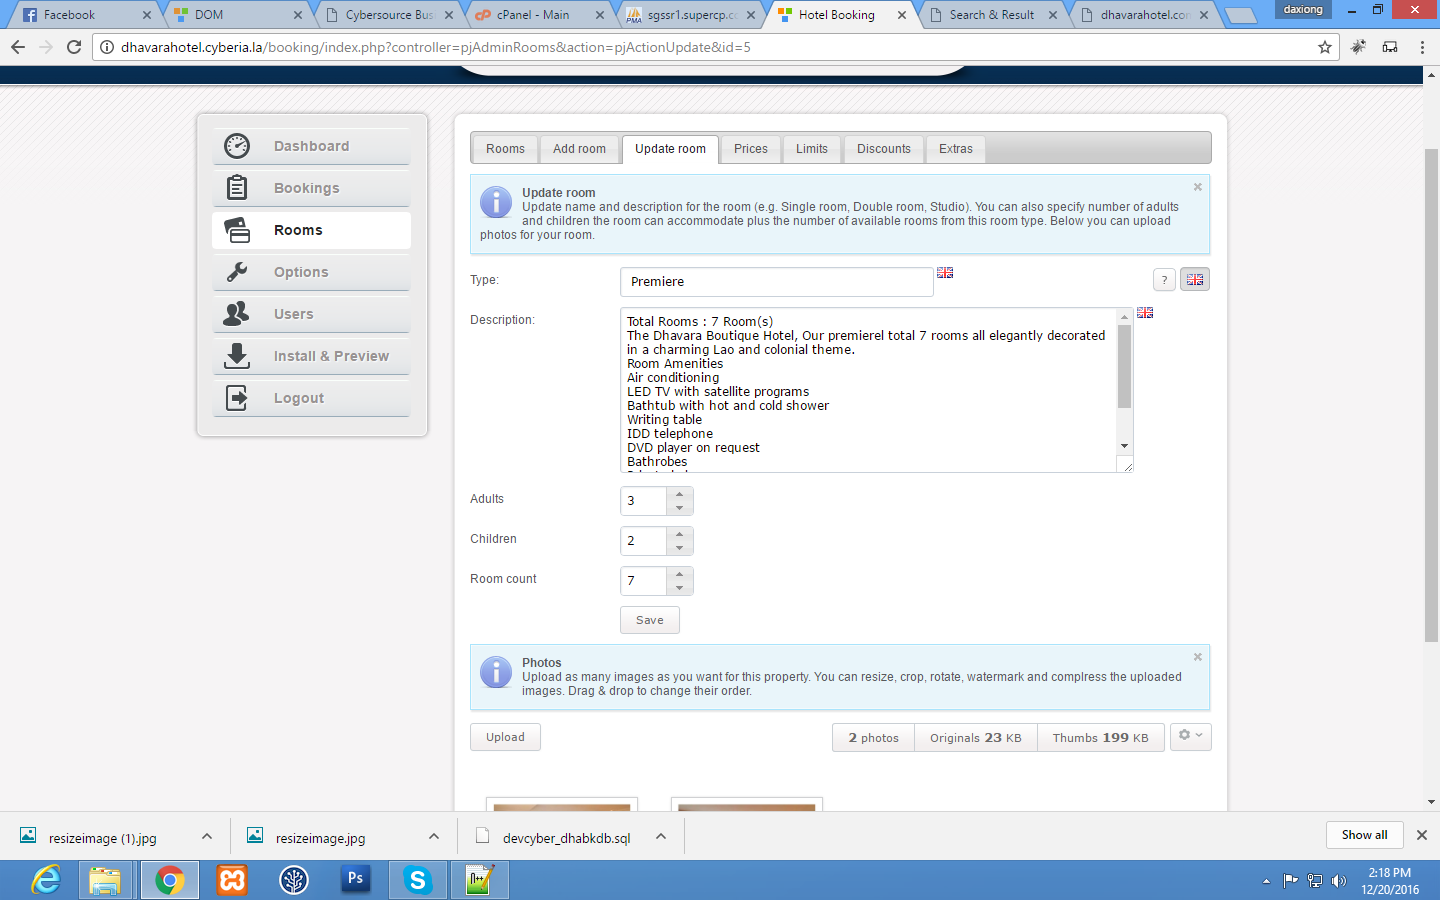 Facebook
DOM
Cybersource Bus
cPanel - Main
sgssr1.supercp.co
Hotel Booking
Search & Result
dhavarahotel.com
daxiong
dhavarahotel.cyberia.la/booking/index.php?controller=pjAdminRooms&action=pjActionUpdate&id=5
Dashboard
Bookings
Rooms
Options
Users
Install & Preview
Logout
Rooms
Add room
Update room
Prices
Limits
Discounts
Extras
Update room
Update name and description for the room (e.g. Single room, Double room, Studio). You can also specify number of adults
and children the room can accommodate plus the number of available rooms from this room type. Below you can upload
photos for your room.
Type:
Premiere
?
Description:
Total Rooms : 7 Room(s)
The Dhavara Boutique Hotel, Our premierel total 7 rooms all elegantly decorated
in a charming Lao and colonial theme.
Room Amenities
Air conditioning
LED TV with satellite programs
Bathtub with hot and cold shower
Writing table
IDD telephone
DVD player on request
Bathrobes
Adults
3
Children
2
Room count
7
Save
Photos
Upload as many images as you want for this property. You can resize, crop, rotate, watermark and complress the uploaded
images. Drag & drop to change their order.
Upload
2 photos
Originals 23 KB
Thumbs 199 KB
resizeimage (1).jpg
resizeimage.jpg
devcyber_dhabkdb.sql
Show all
Ps
2:18 PM
12/20/2016